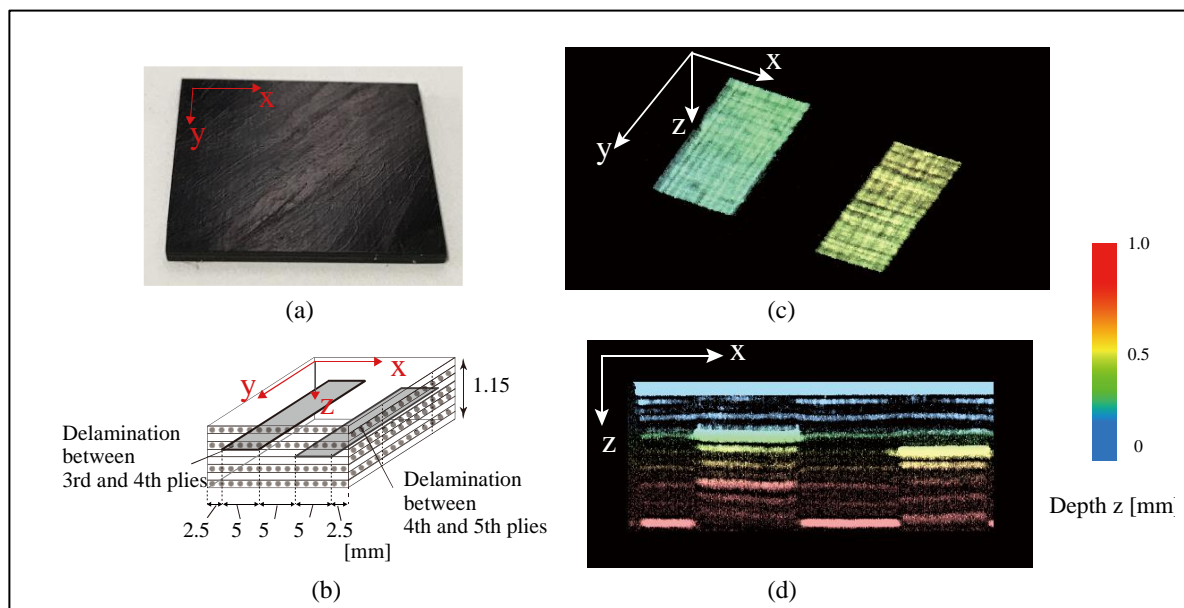 x
y
(a)
x
y
z
(c)
1.0
0.5
0
Depth z [mm]
y
x
z
1.15
Delamination
between
3rd and 4th plies
Delamination
between
4th and 5th plies
2.5 5 5 5 2.5
[mm]
(b)
x
z
(d)